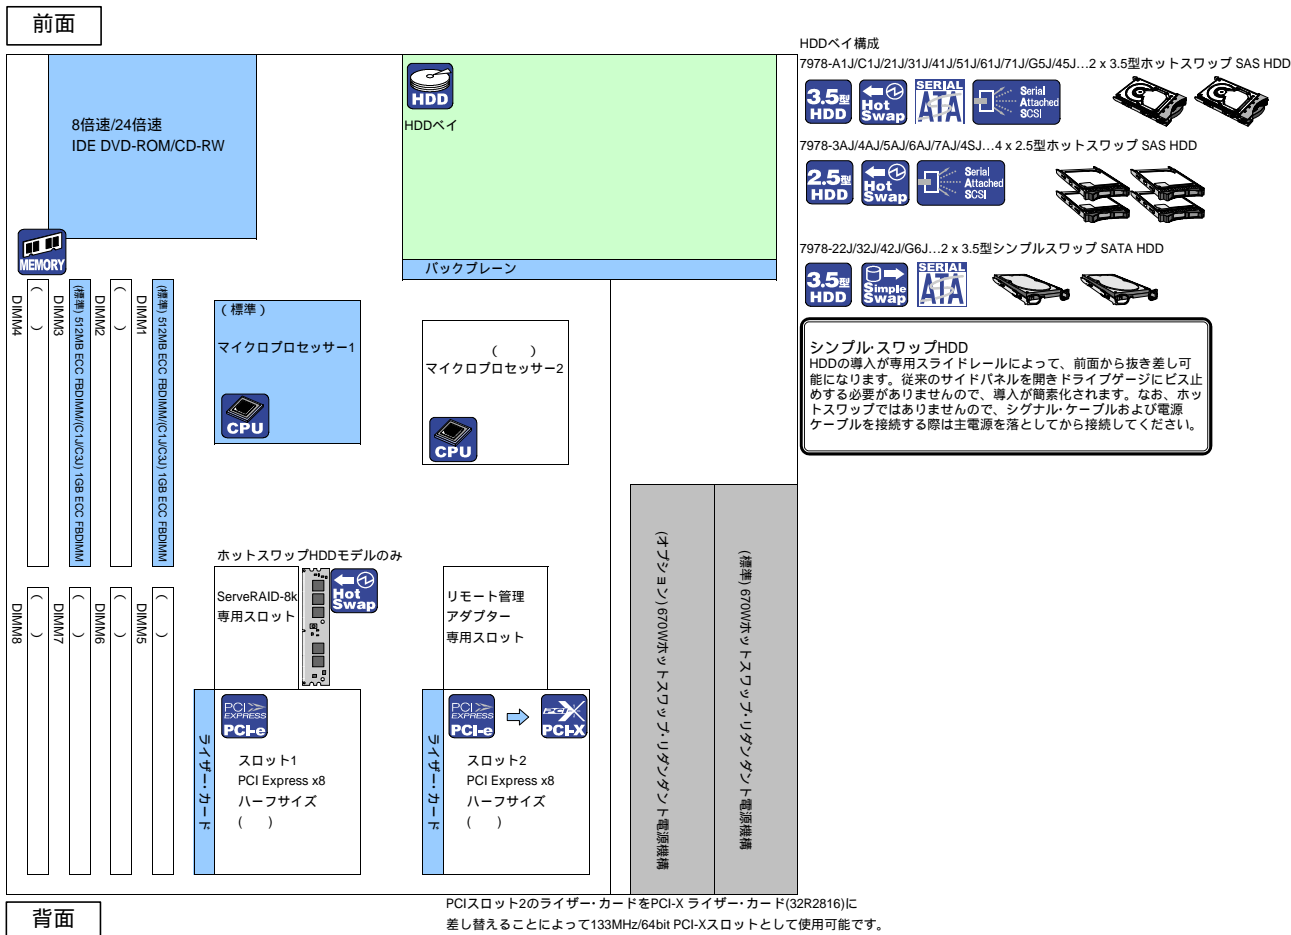 前面
HDDベイ構成
7978-A1J/C1J/21J/31J/41J/51J/61J/71J/G5J/45J…2 x 3.5型ホットスワップ SAS HDD
3.5型
HDD
Hot
Swap
SERIAL
ATA
Serial
Attached
SCSI
7978-3AJ/4AJ/5AJ/6AJ/7AJ/4SJ…4 x 2.5型ホットスワップ SAS HDD
2.5型
HDD
Hot
Swap
Serial
Attached
SCSI
7978-22J/32J/42J/G6J…2 x 3.5型シンプルスワップ SATA HDD
3.5型
HDD
Simple
Swap
SERIAL
ATA
シンプル・スワップHDD
HDDの導入が専用スライドレールによって、前面から抜き差し可
能になります。従来のサイドパネルを開きドライブゲージにビス止
めする必要がありませんので、導入が簡素化されます。なお、ホッ
トスワップではありませんので、シグナル・ケーブルおよび電源
ケーブルを接続する際は主電源を落としてから接続してください。
8倍速/24倍速
IDE DVD-ROM/CD-RW
HDD
HDDベイ
バックプレーン
MEMORY
DIMM4
( )
DIMM3
(標準) 512MB ECC FBDIMM/(C1J/C3J) 1GB ECC FBDIMM
DIMM2
( )
DIMM1
(標準) 512MB ECC FBDIMM/(C1J/C3J) 1GB ECC FBDIMM
(標準)
マイクロプロセッサー1
CPU
( )
マイクロプロセッサー2
CPU
DIMM8
( )
DIMM7
( )
DIMM6
( )
DIMM5
( )
ホットスワップHDDモデルのみ
ServeRAID-8k
専用スロット
Hot
Swap
リモート管理
アダプター
専用スロット
ライザー・カード
PCI
EXPRESS
PCI-e
スロット1
PCI Express x8
ハーフサイズ
( )
ライザー・カード
PCI
EXPRESS
PCI-e
PCI-X
PCI-X
スロット2
PCI Express x8
ハーフサイズ
( )
(オプション) 670Wホットスワップ・リダンダント電源機構
(標準) 670Wホットスワップ・リダンダント電源機構
背面
PCIスロット2のライザー・カードをPCI-X ライザー・カード(32R2816)に
差し替えることによって133MHz/64bit PCI-Xスロットとして使用可能です。